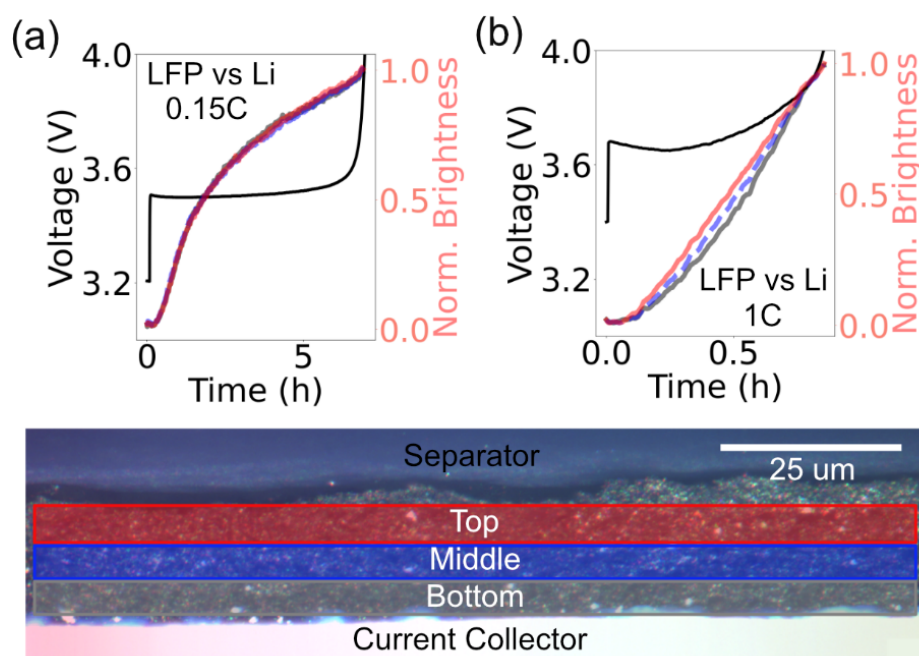 (a)
4.0
3.6
3.2
Voltage (V)
LFP vs Li
0.15C
1.0
0.5
0.0
Norm. Brightness
0
5
Time (h)
(b)
4.0
3.6
3.2
Voltage (V)
LFP vs Li
1C
1.0
0.5
0.0
Norm. Brightness
0.0
0.5
Time (h)
Separator
25 um
Top
Middle
Bottom
Current Collector